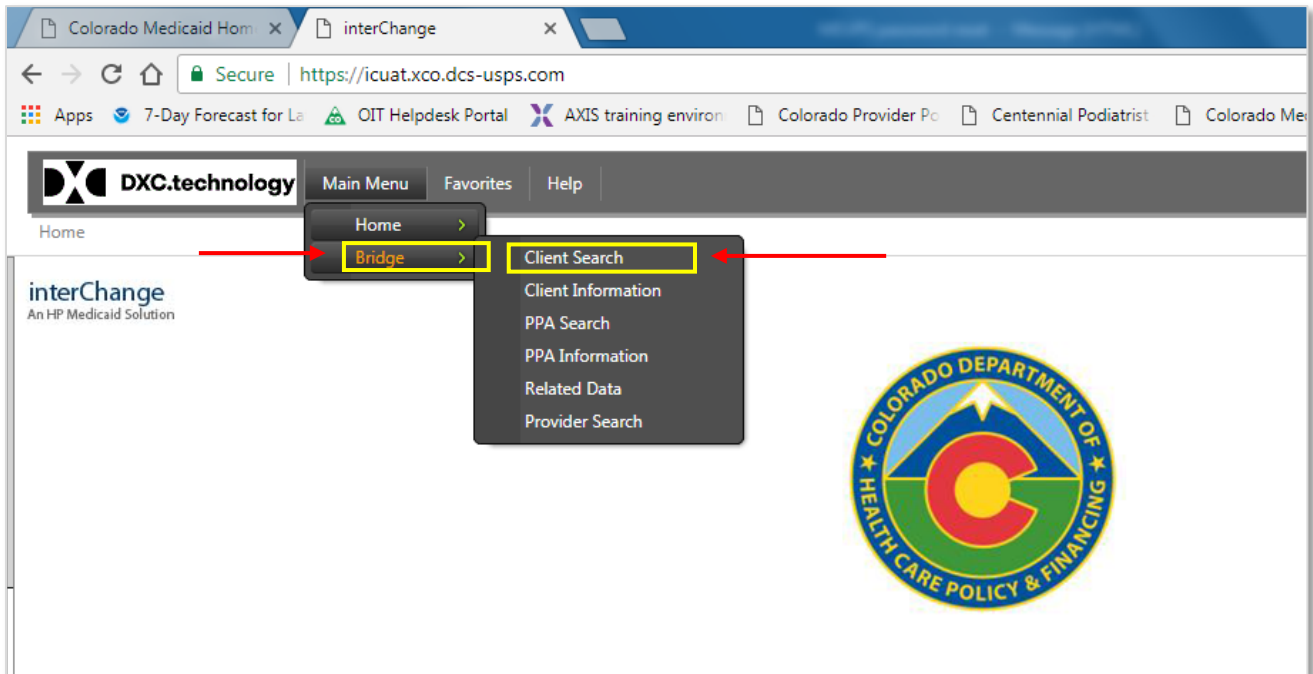 Colorado Medicaid Hom
interChange
Secure | https://icuat.xco.dcs-usps.com
Apps 7-Day Forecast for La OIT Helpdesk Portal AXIS training environ Colorado Provider Po Centennial Podiatrist Colorado Me
DXC.technology Main Menu Favorites Help
Home
Home
Bridge
Client Search
Client Information
PPA Search
PPA Information
Related Data
Provider Search
interChange
An HP Medicaid Solution
COLORADO DEPARTMENT OF
HEALTH CARE POLICY & FINANCING